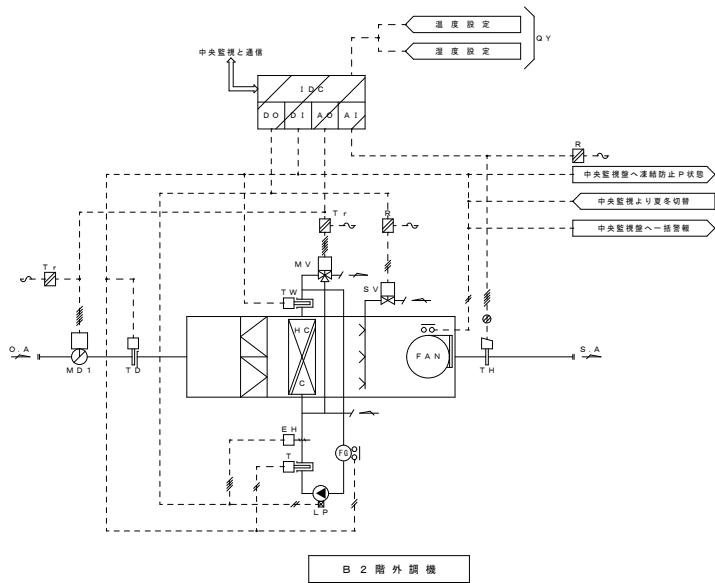 温度設定
QY
湿度設定
中央監視と通信
IDC
DO DI AO AI
R
中央監視盤へ凍結防止P状態
中央監視より夏冬切替
Tr
R
中央監視盤へ一括警報
MV
Tr
SV
TW
O.A
HC
FAN
S.A
MD1
TD
C
TH
EH
T
FG
LP
B2階外調機